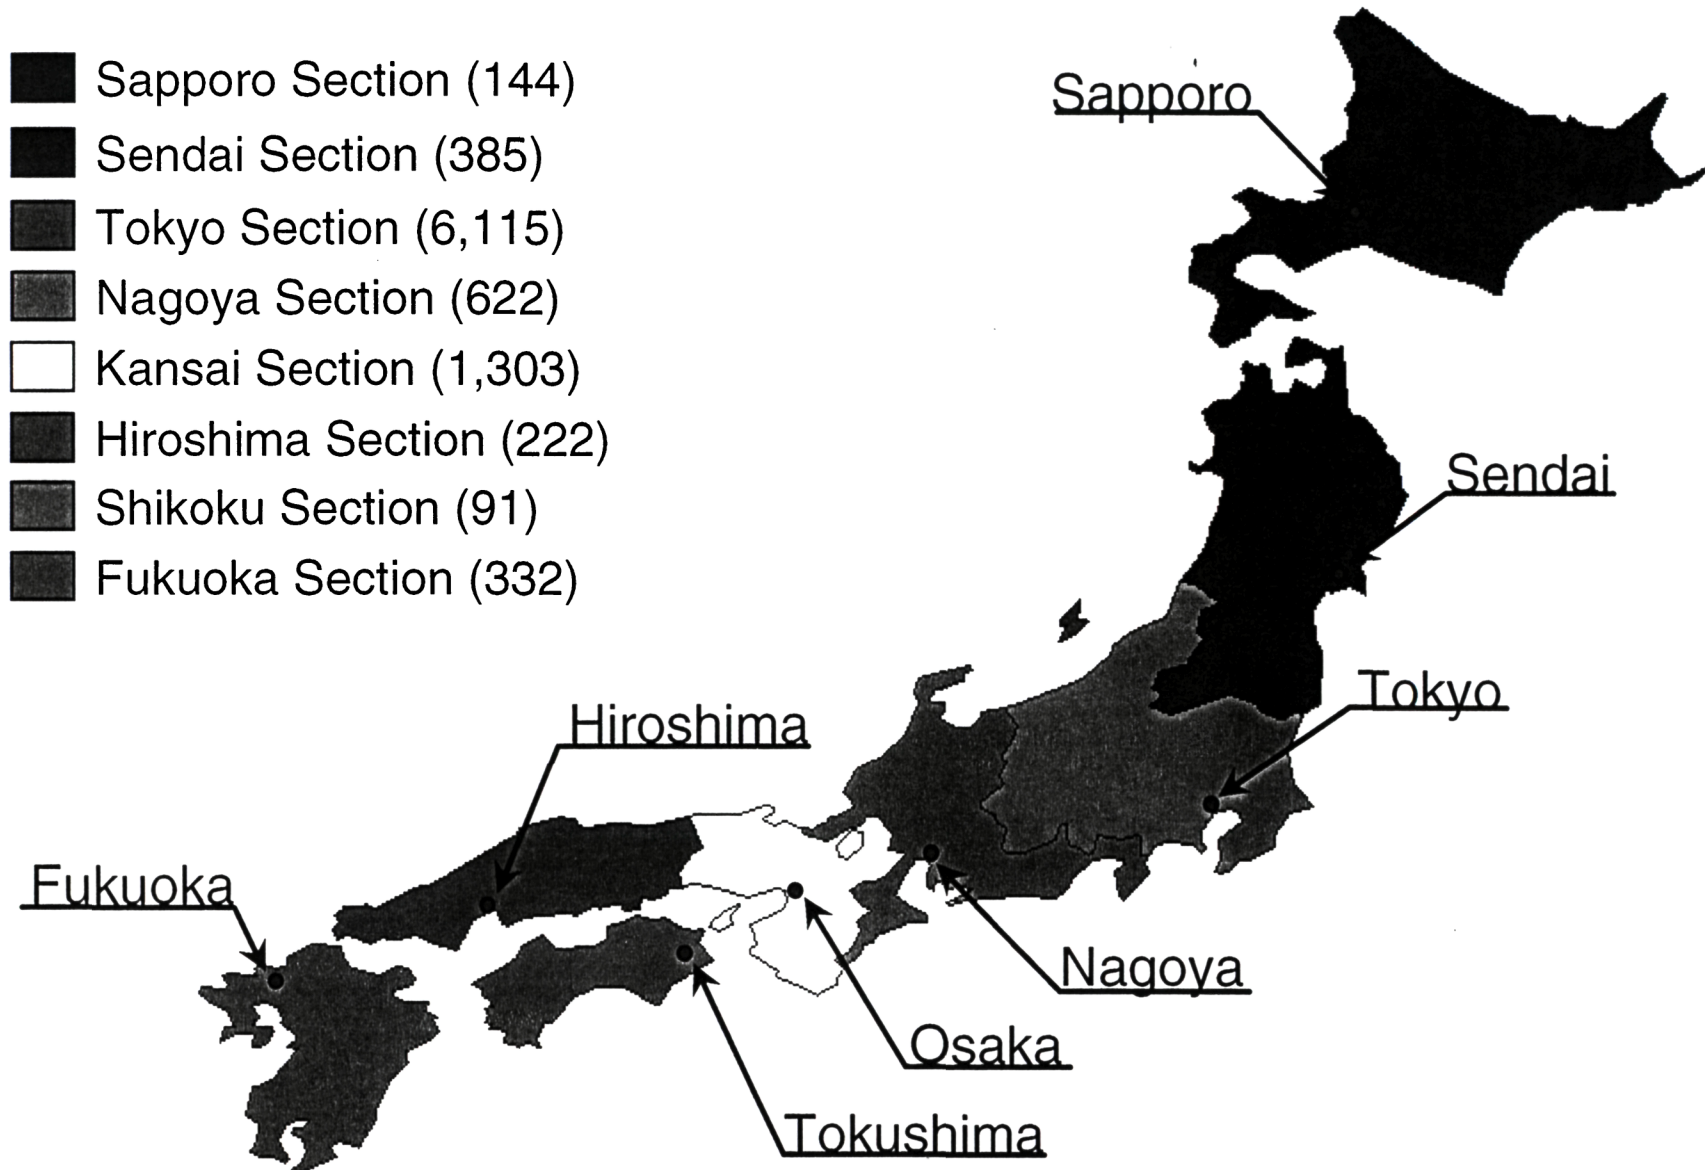 Sapporo Section (144)
Sendai Section (385)
Tokyo Section (6,115)
Nagoya Section (622)
Kansai Section (1,303)
Hiroshima Section (222)
Shikoku Section (91)
Fukuoka Section (332)
Sapporo
Sendai
Tokyo
Hiroshima
Fukuoka
Nagoya
Osaka
Tokushima